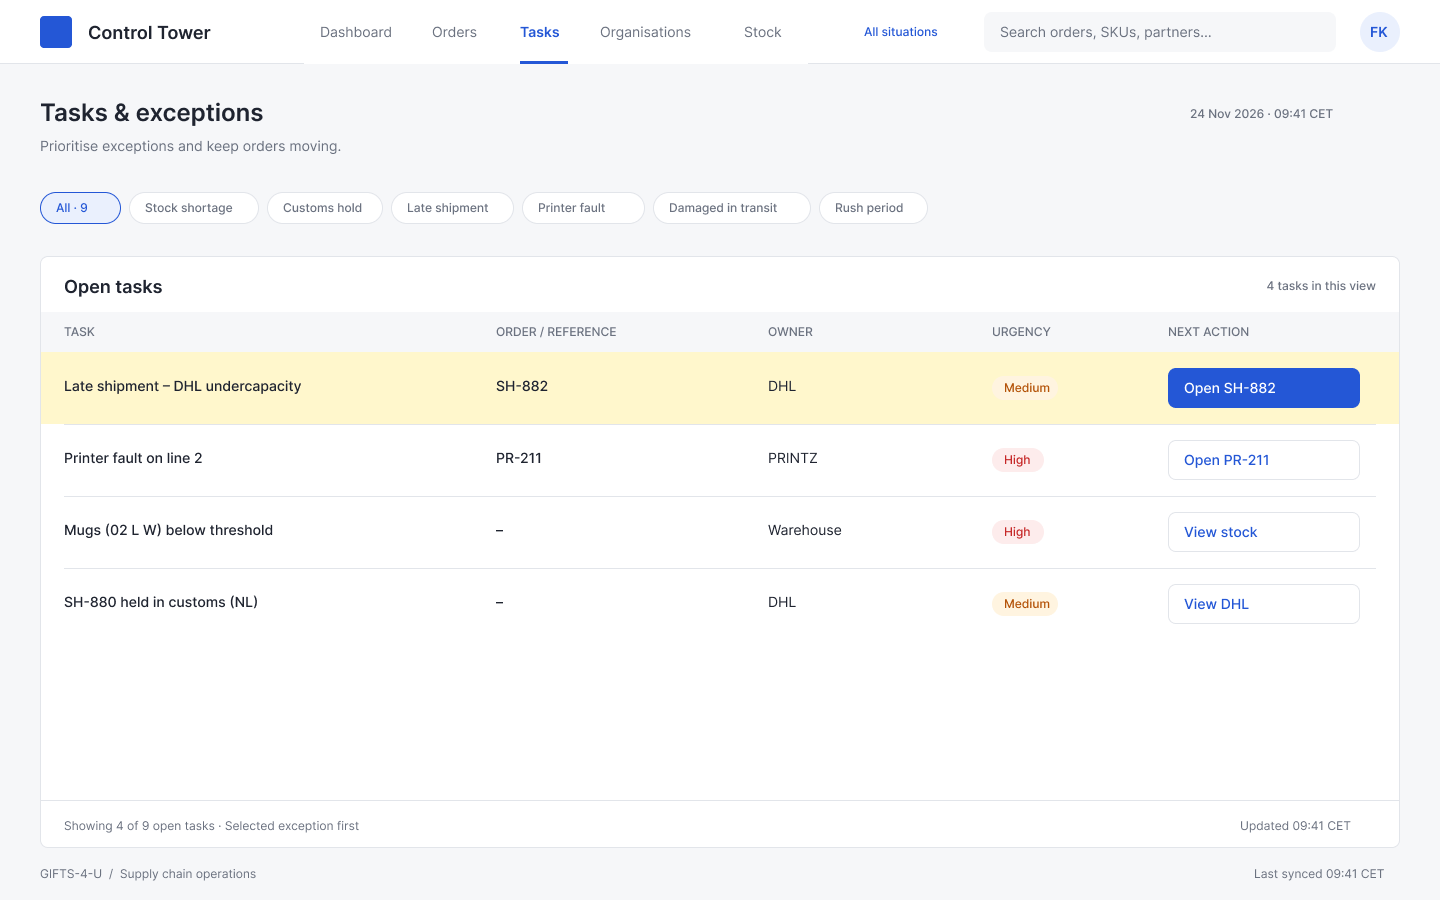 Control Tower
Dashboard
Orders
Tasks
Organisations
Stock
All situations
Search orders, SKUs, partners...
FK
Tasks & exceptions
24 Nov 2026 · 09:41 CET
Prioritise exceptions and keep orders moving.
All · 9
Stock shortage
Customs hold
Late shipment
Printer fault
Damaged in transit
Rush period
Open tasks
4 tasks in this view
TASK
ORDER / REFERENCE
OWNER
URGENCY
NEXT ACTION
Late shipment – DHL undercapacity
SH-882
DHL
Medium
Open SH-882
Printer fault on line 2
PR-211
PRINTZ
High
Open PR-211
Mugs (02 L W) below threshold
–
Warehouse
High
View stock
SH-880 held in customs (NL)
–
DHL
Medium
View DHL
Showing 4 of 9 open tasks · Selected exception first
Updated 09:41 CET
GIFTS-4-U / Supply chain operations
Last synced 09:41 CET